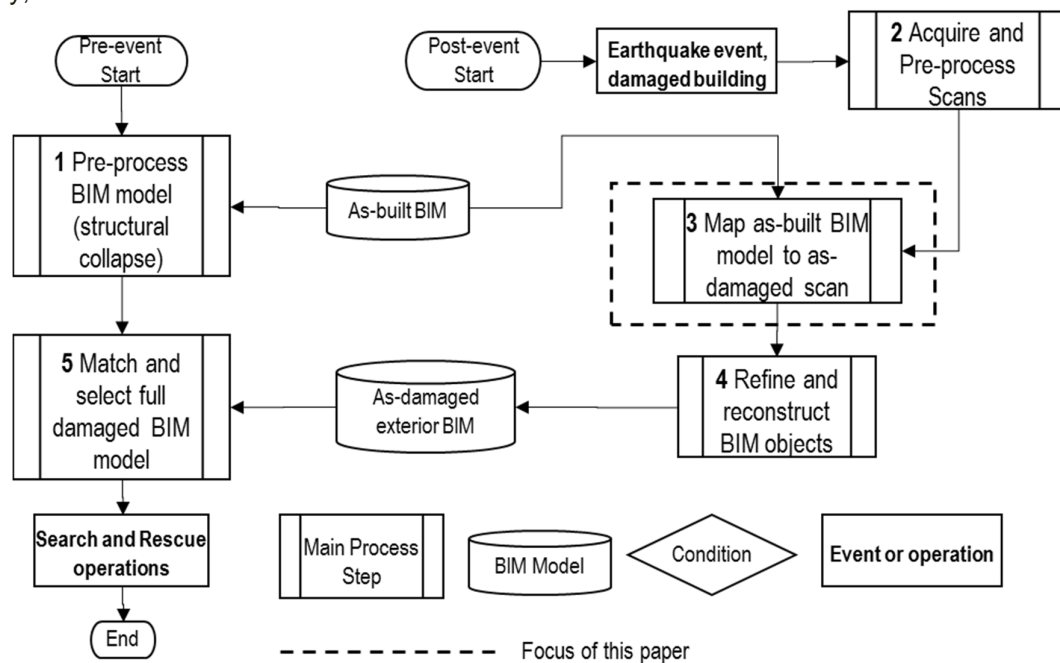 y,
Pre-event
Start
Post-event
Start
Earthquake event,
damaged building
2 Acquire and
Pre-process
Scans
1 Pre-process
BIM model
(structural
collapse)
As-built BIM
3 Map as-built BIM
model to as-
damaged scan
5 Match and
select full
damaged BIM
model
As-damaged
exterior BIM
4 Refine and
reconstruct
BIM objects
Search and Rescue
operations
End
Main Process
Step
BIM Model
Condition
Event or operation
Focus of this paper